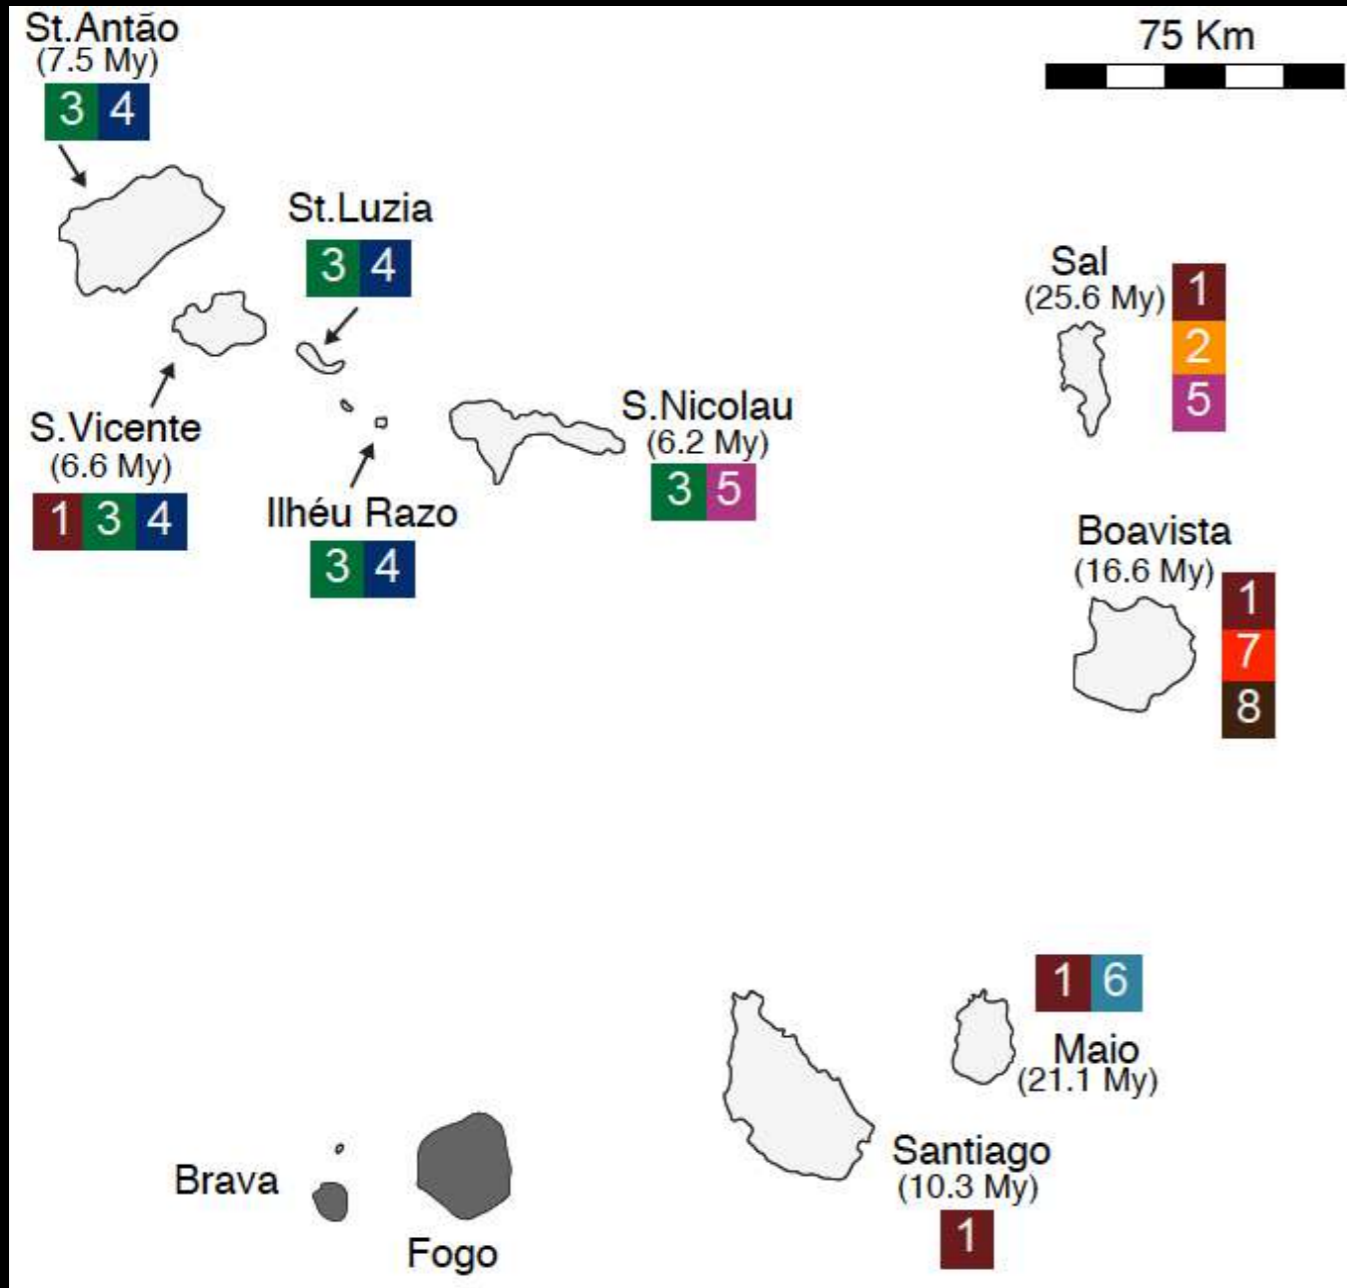 St.Antão
(7.5 My)
3 4
75 Km
St.Luzia
3 4
Sal
(25.6 My)
1
2
5
S.Vicente
(6.6 My)
1 3 4
Ilhéu Razo
3 4
S.Nicolau
(6.2 My)
3 5
Boavista
(16.6 My)
1
7
8
1 6
Maio
(21.1 My)
Santiago
(10.3 My)
1
Brava
Fogo